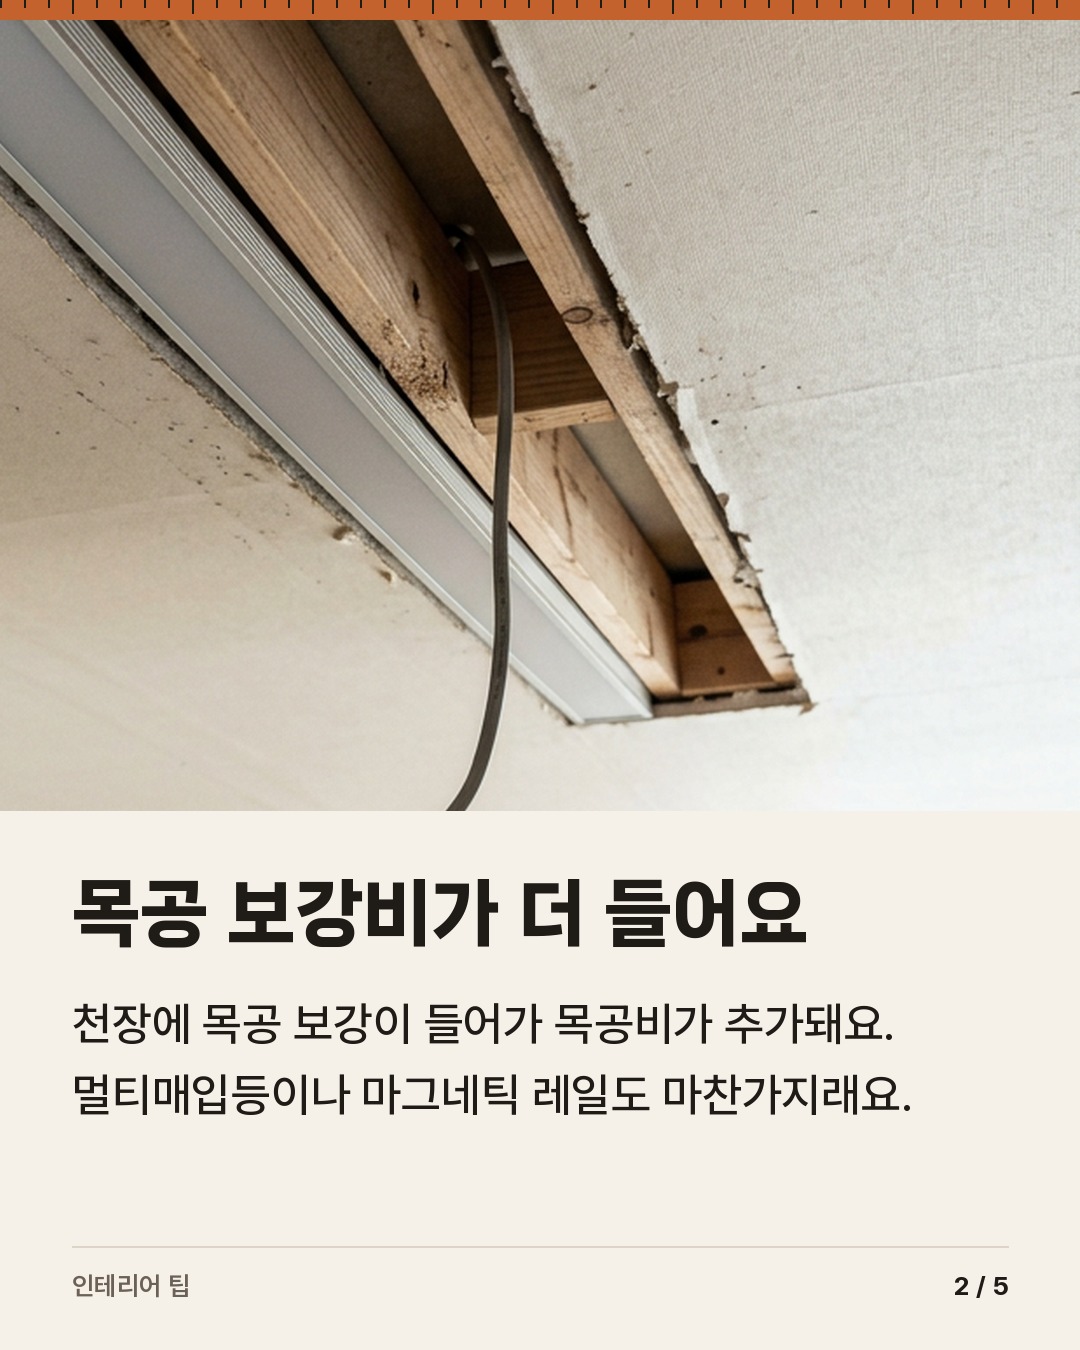 목공 보강비가 더 들어요
천장에 목공 보강이 들어가 목공비가 추가돼요.
멀티매입등이나 마그네틱 레일도 마찬가지래요.
인테리어 팁
2 / 5